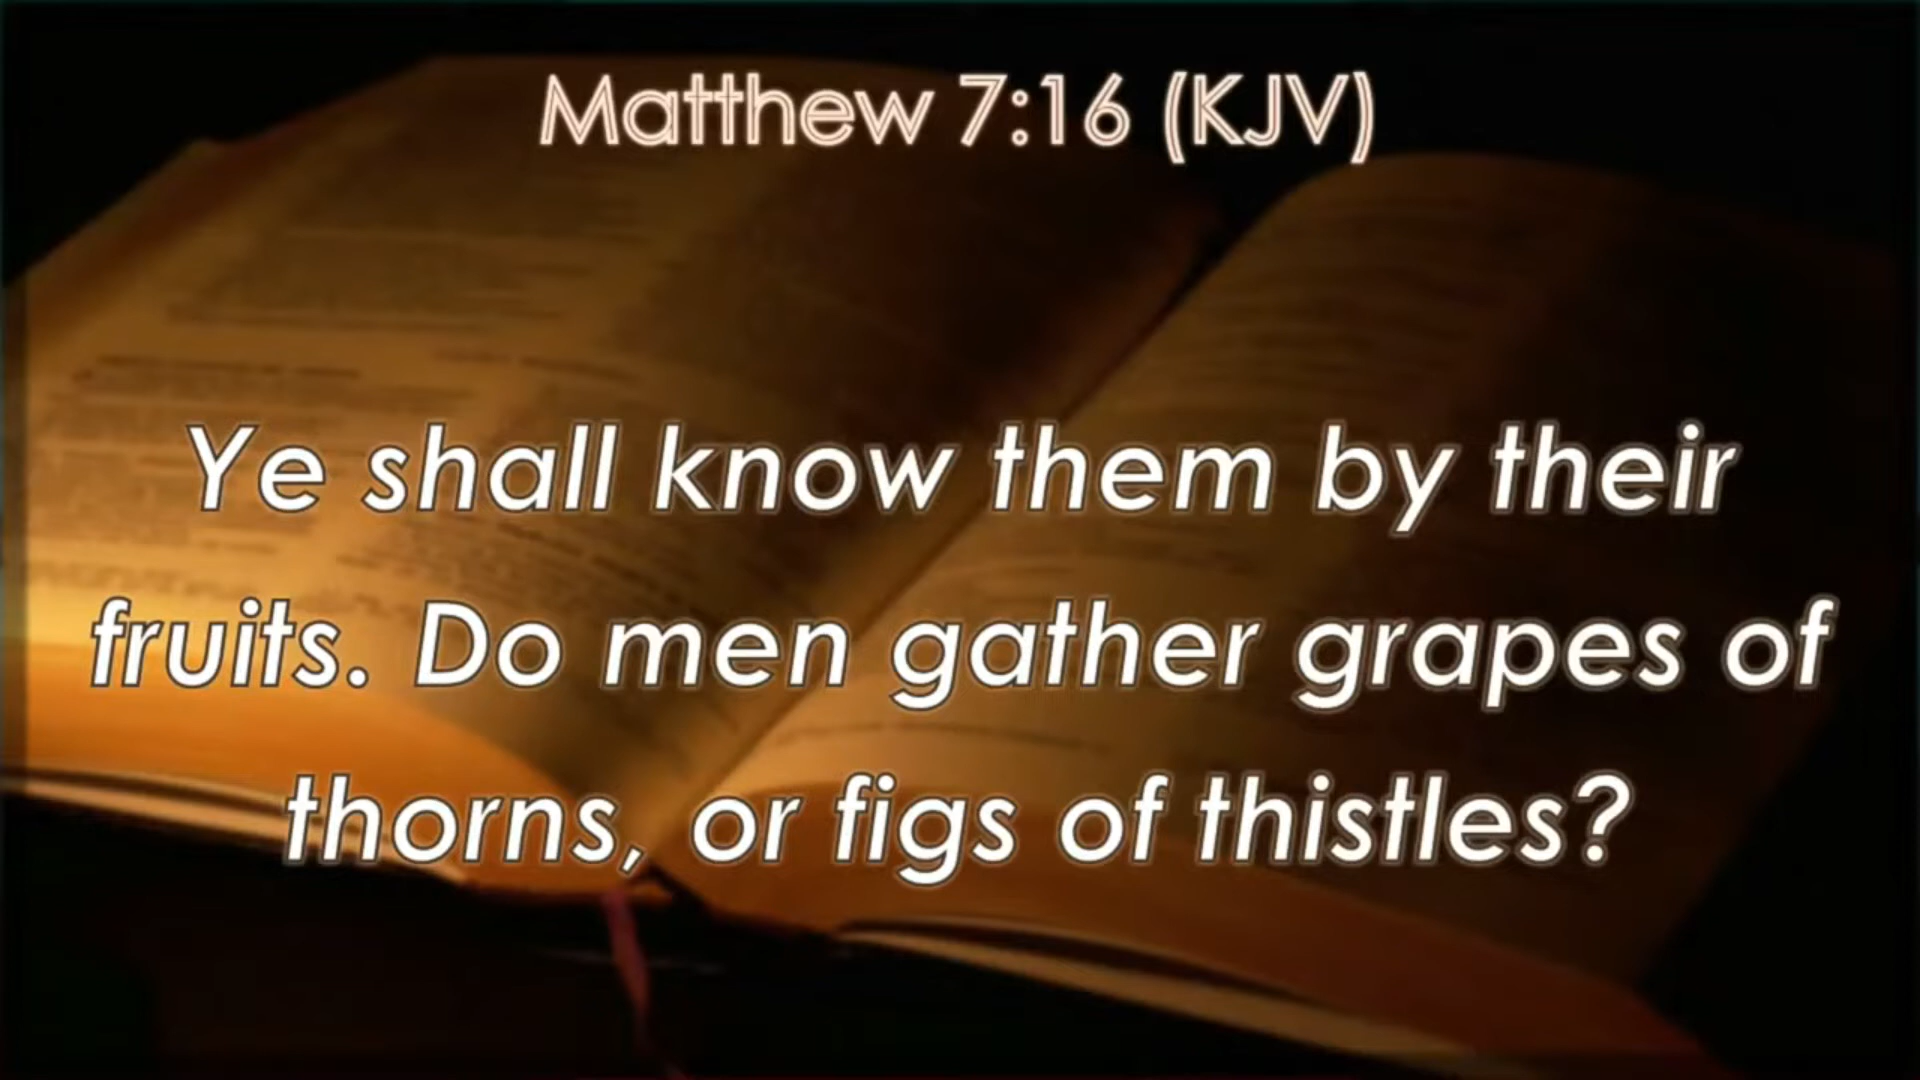 Matthew 7:16 (KJV)
Ye shall know them by their
fruits. Do men gather grapes of
thorns, or figs of thistles?